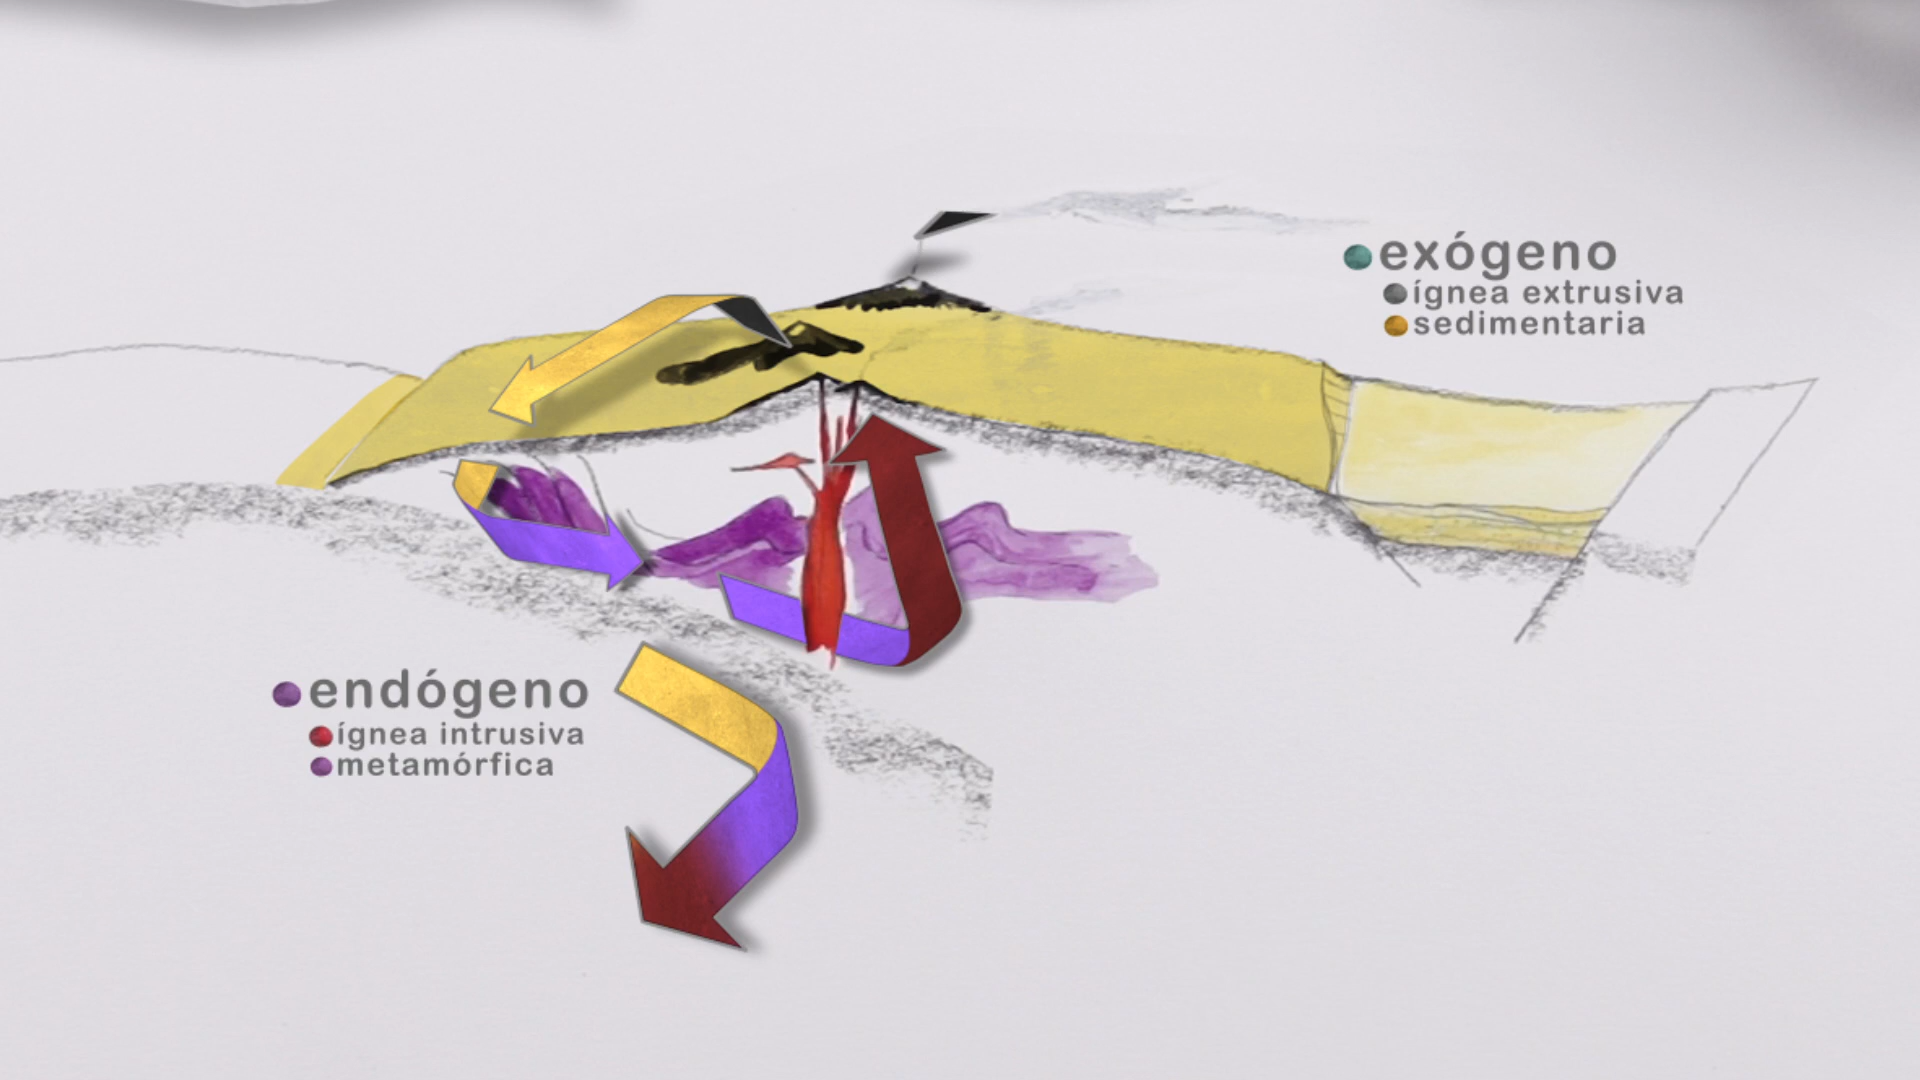 exógeno
ígnea extrusiva
sedimentaria
endógeno
ígnea intrusiva
metamórfica